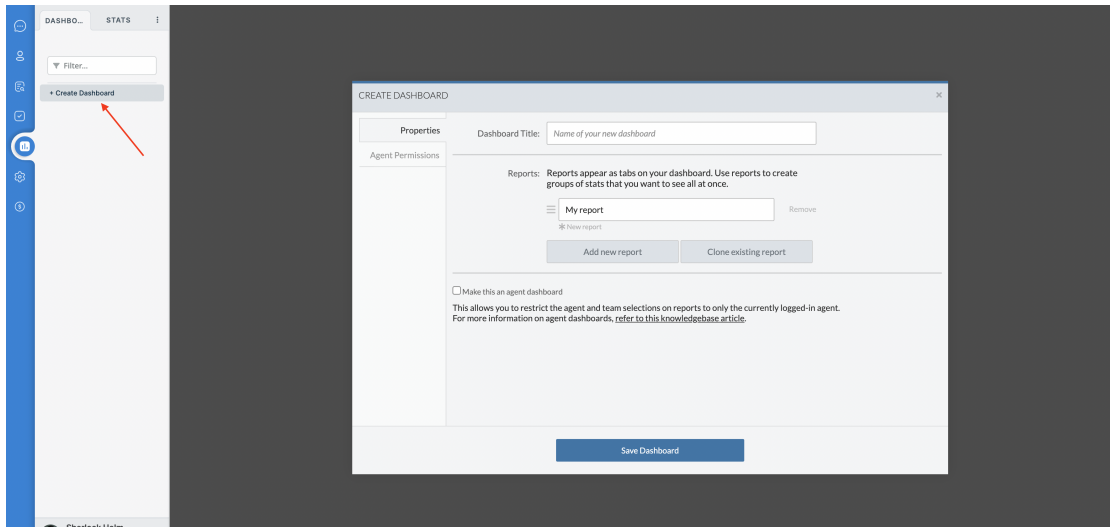 DASHBO...
STATS
Filter...
+ Create Dashboard
CREATE DASHBOARD
×
Properties
Agent Permissions
Dashboard Title:
Name of your new dashboard
Reports:
Reports appear as tabs on your dashboard. Use reports to create
groups of stats that you want to see all at once.
My report
Remove
✱ New report
Add new report
Clone existing report
Make this an agent dashboard
This allows you to restrict the agent and team selections on reports to only the currently logged-in agent.
For more information on agent dashboards, refer to this knowledgebase article.
Save Dashboard
Sherlock Holm